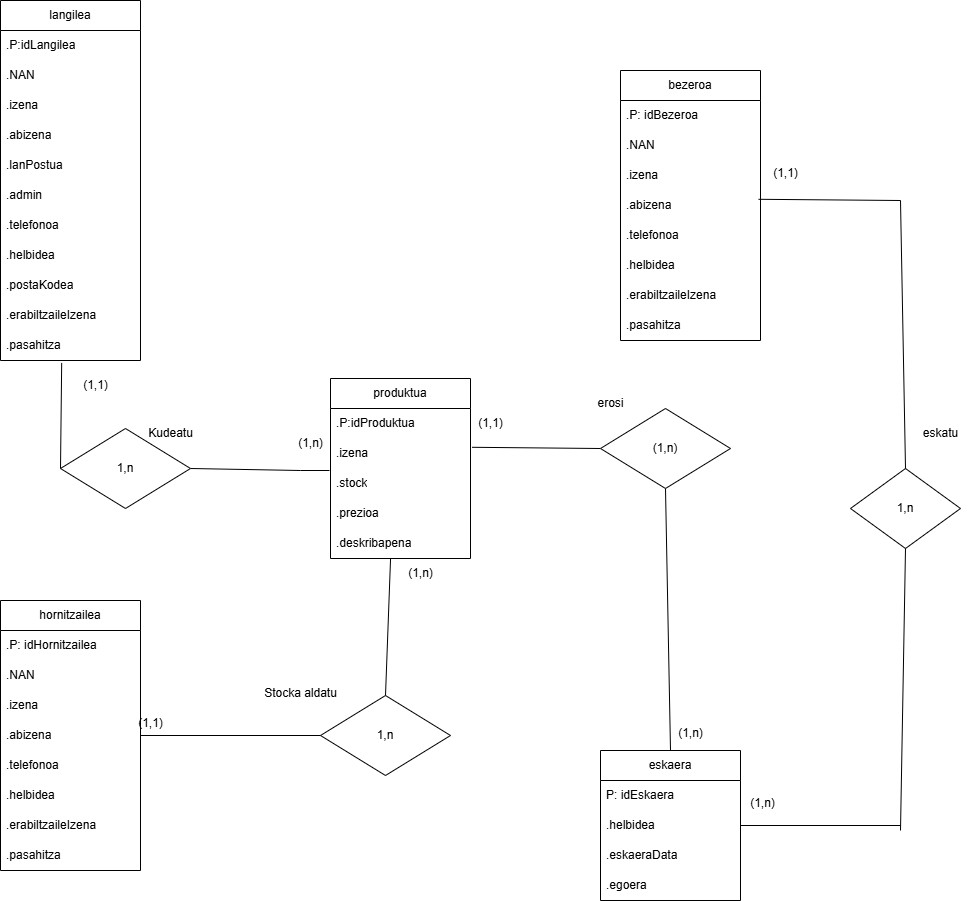 langilea
.P:idLangilea
.NAN
.izena
.abizena
.lanPostua
.admin
.telefonoa
.helbidea
.postaKodea
.erabiltzaileIzena
.pasahitza
(1,1)
Kudeatu
1,n
(1,n)
bezeroa
.P: idBezeroa
.NAN
.izena
.abizena
.telefonoa
.helbidea
.erabiltzaileIzena
.pasahitza
(1,1)
eskatu
1,n
(1,n)
produktua
.P:idProduktua
.izena
.stock
.prezioa
.deskribapena
(1,1)
erosi
(1,n)
(1,n)
(1,n)
Stocka aldatu
1,n
(1,1)
hornitzailea
.P: idHornitzailea
.NAN
.izena
.abizena
.telefonoa
.helbidea
.erabiltzaileIzena
.pasahitza
eskaera
P: idEskaera
.helbidea
.eskaeraData
.egoera